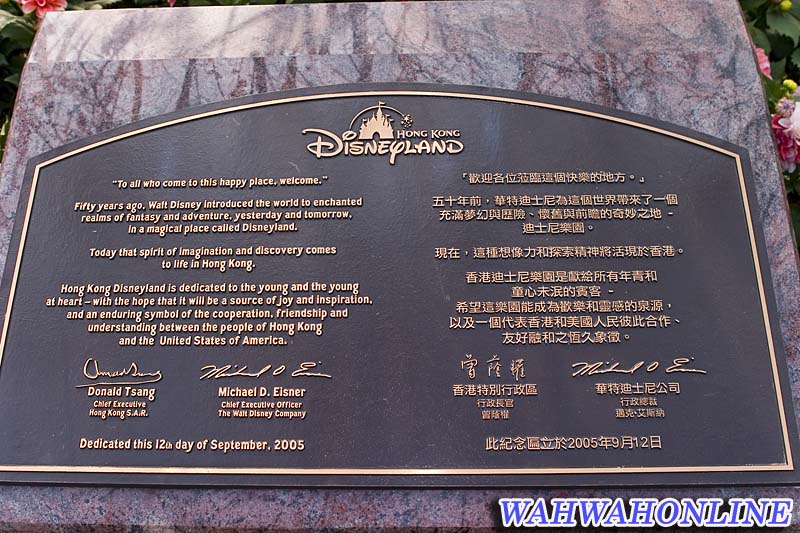 HONG KONG
DISNEYLAND
"To all who come to this happy place, welcome."
Fifty years ago, Walt Disney introduced the world to enchanted
realms of fantasy and adventure, yesterday and tomorrow,
in a magical place called Disneyland.
Today that spirit of imagination and discovery comes
to life in Hong Kong.
Hong Kong Disneyland is dedicated to the young and the young
at heart – with the hope that it will be a source of joy and inspiration,
and an enduring symbol of the cooperation, friendship and
understanding between the people of Hong Kong
and the United States of America.
Donald Tsang
Chief Executive
Hong Kong S.A.R.
Michael D. Eisner
Michael D. Eisner
Chief Executive Officer
The Walt Disney Company
Dedicated this 12th day of September, 2005
「歡迎各位蒞臨這個快樂的地方。」
五十年前，華特迪士尼為這個世界帶來了一個
充滿夢幻與歷險、懷舊與前瞻的奇妙之地 -
迪士尼樂園。
現在，這種想像力和探索精神將活現於香港。
香港迪士尼樂園是獻給所有年青和
童心未泯的賓客 -
希望這樂園能成為歡樂和靈感的泉源，
以及一個代表香港和美國人民彼此合作、
友好融和之恆久象徵。
曾蔭權
香港特別行政區
行政長官
曾蔭權
Michael D. Eisner
華特迪士尼公司
行政總裁
邁克·艾斯納
此紀念區立於2005年9月12日
WAHWAHONLINE